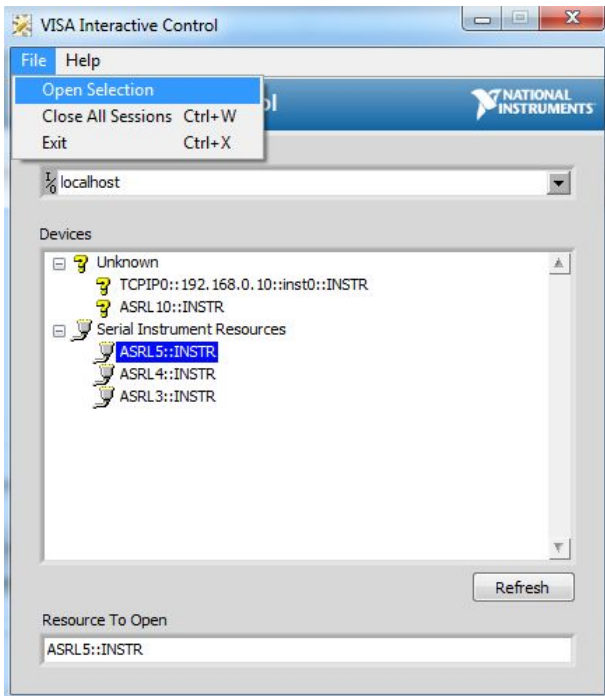 VISA Interactive Control
File Help
Open Selection
ol
NATIONAL
INSTRUMENTS
Close All Sessions Ctrl+W
Exit Ctrl+X
I/0 localhost
Devices
Unknown
TCPIP0::192.168.0.10::inst0::INSTR
ASRL10::INSTR
Serial Instrument Resources
ASRL5::INSTR
ASRL4::INSTR
ASRL3::INSTR
Refresh
Resource To Open
ASRL5::INSTR